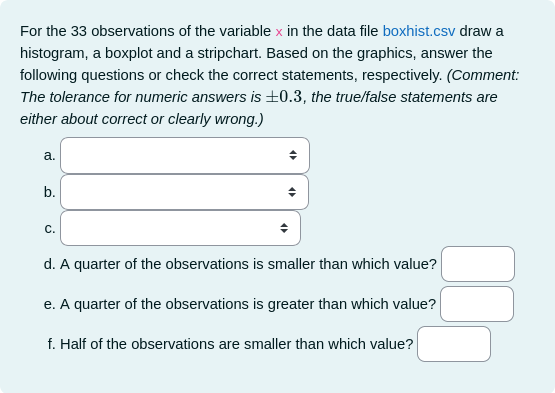 For the 33 observations of the variable x in the data file boxhist.csv draw a
histogram, a boxplot and a stripchart. Based on the graphics, answer the
following questions or check the correct statements, respectively. (Comment:
The tolerance for numeric answers is ±0.3, the true/false statements are
either about correct or clearly wrong.)
a.
b.
c.
d. A quarter of the observations is smaller than which value?
e. A quarter of the observations is greater than which value?
f. Half of the observations are smaller than which value?